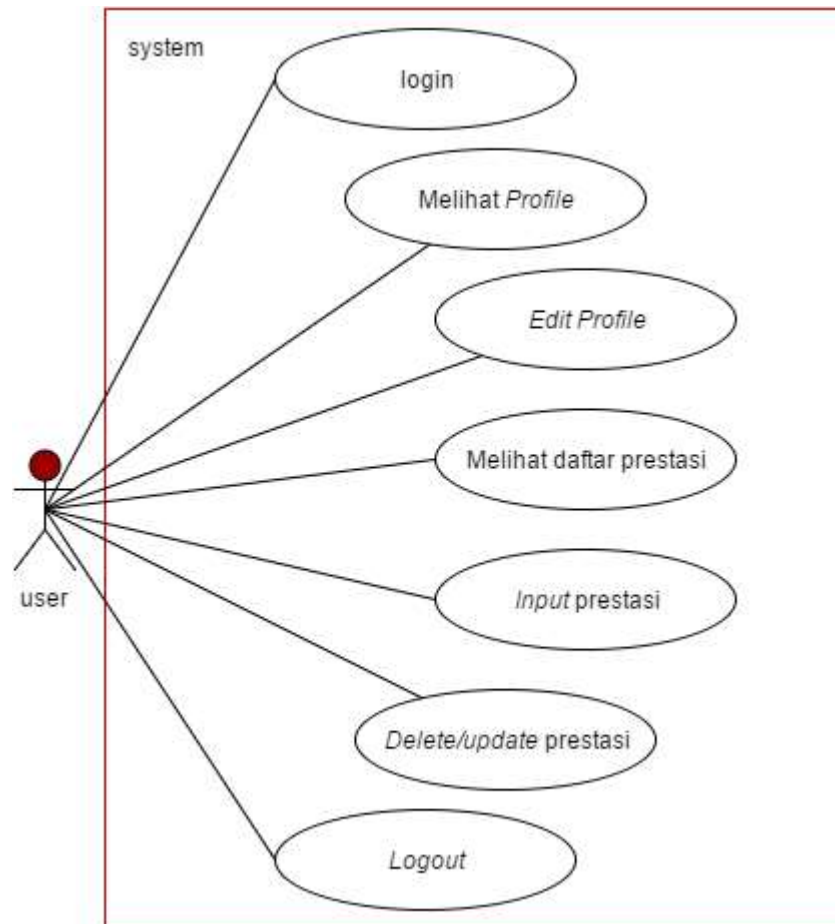 system
login
Melihat Profile
Edit Profile
Melihat daftar prestasi
Input prestasi
user
Delete/update prestasi
Logout